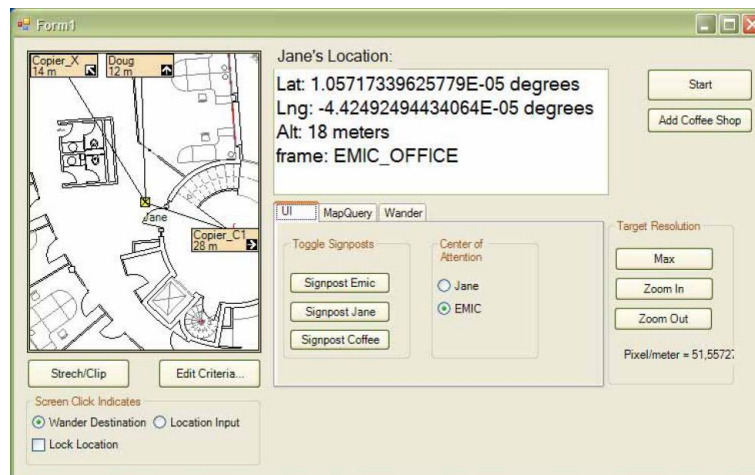 Form1
Copier_X
14 m
Doug
12 m
Jane
Copier_C1
28 m
Jane's Location:
Lat: 1.05717339625779E-05 degrees
Lng: -4.42492494434064E-05 degrees
Alt: 18 meters
frame: EMIC_OFFICE
Start
Add Coffee Shop
UI
MapQuery
Wander
Toggle Signposts
Signpost Emic
Signpost Jane
Signpost Coffee
Center of
Attention
Jane
EMIC
Target Resolution
Max
Zoom In
Zoom Out
Pixel/meter = 51,5572
Strech/Clip
Edit Criteria...
Screen Click Indicates
Wander Destination
Location Input
Lock Location